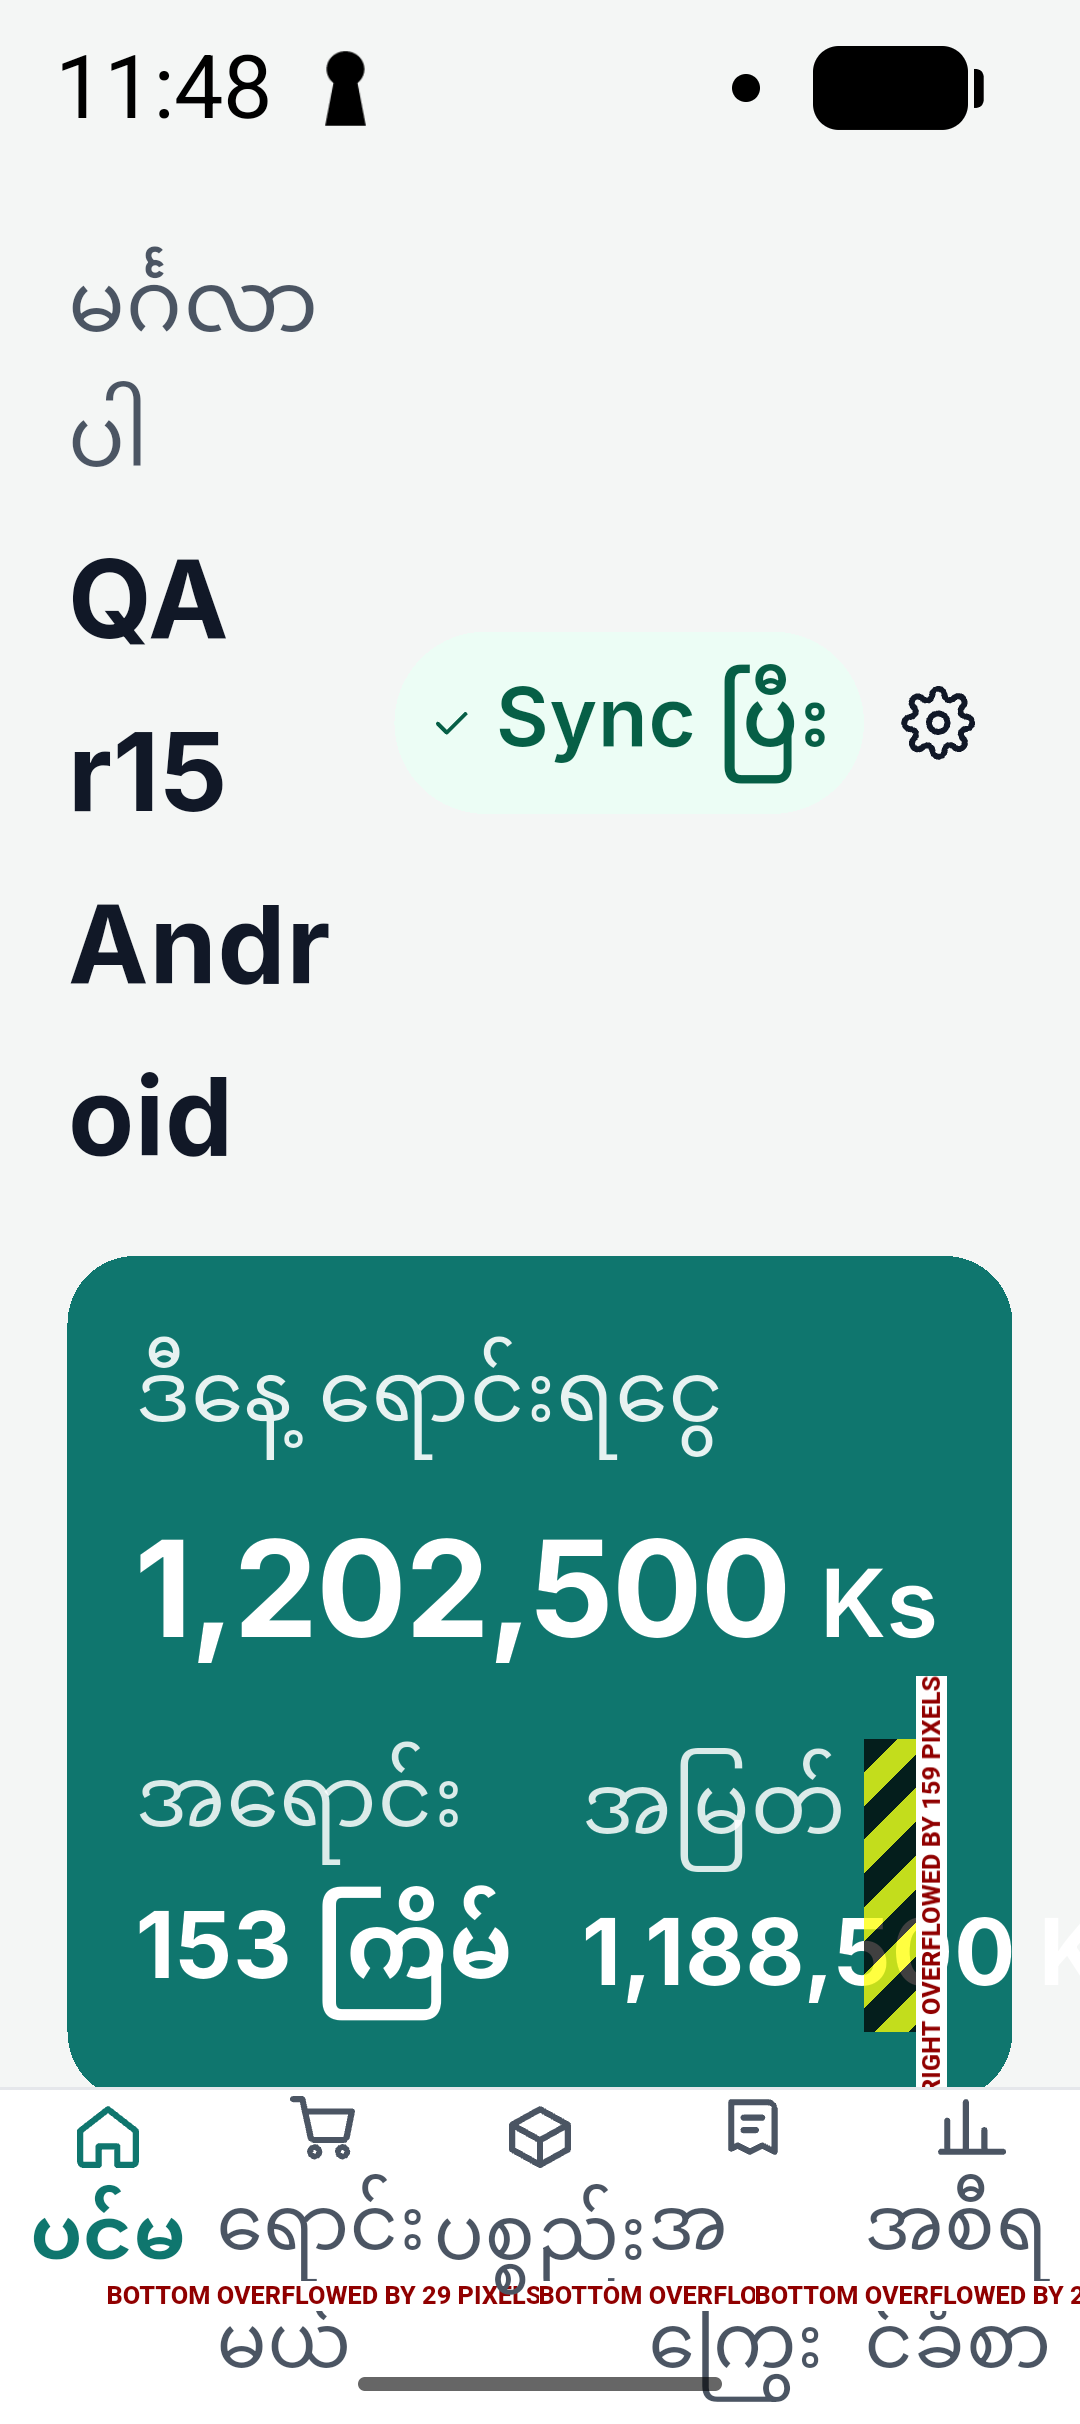 11:48
မင်္ဂလာ
ပါ
QA
r15
Andr
oid
Sync ပြီး
ဒီနေ့ ရောင်းရငွေ
1,202,500 Ks
အရောင်း
အမြတ်
153 ကြိမ်
1,188,500 K
RIGHT OVERFLOWED BY 159 PIXELS
ပင်မ
ရောင်း
မယ်
ပစ္စည်း
အ
ကြွေး
အစီရ
င်ခံစာ
BOTTOM OVERFLOWED BY 29 PIXELS
BOTTOM OVERFLO
BOTTOM OVERFLOWED BY 2